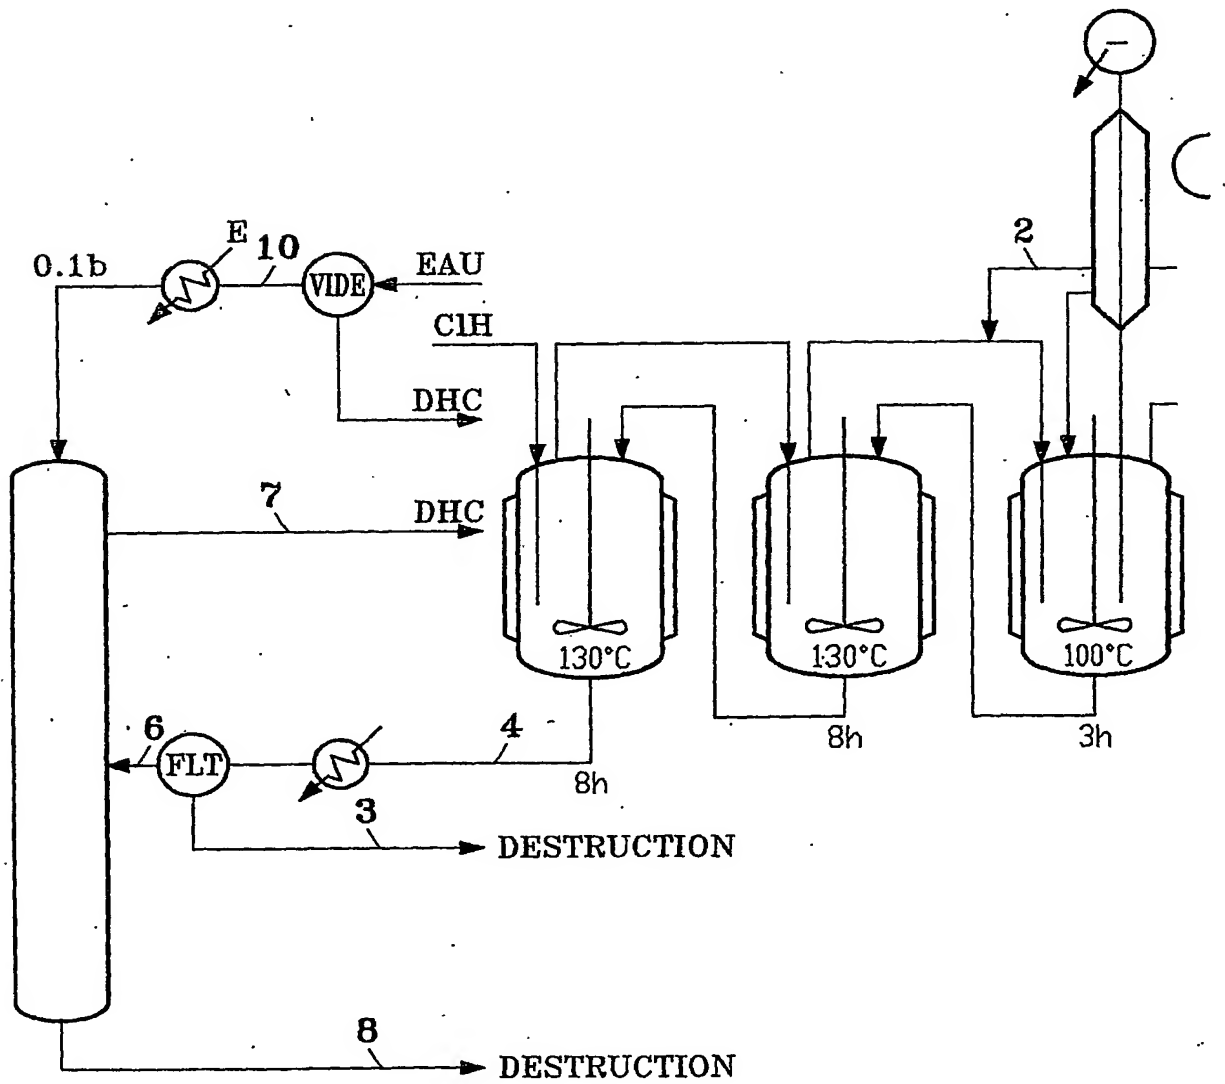 2
E
10
0.1b
VIDE
EAU
ClH
DHC
7
DHC
130°C
130°C
100°C
6
FLT
4
8h
8h
3h
3
DESTRUCTION
8
DESTRUCTION